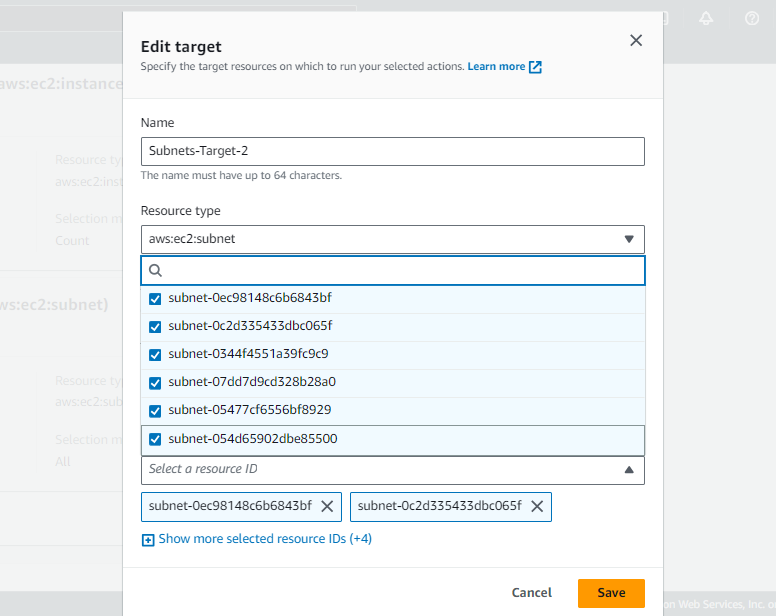 Edit target
Specify the target resources on which to run your selected actions. Learn more
aws:ec2:instance
Name
Subnets-Target-2
Resource ty
The name must have up to 64 characters.
aws:ec2:inst
Selection m
Resource type
Count
aws:ec2:subnet
subnet-0ec98148c6b6843bf
ws:ec2:subnet)
subnet-0c2d335433dbc065f
subnet-0344f4551a39fc9c9
Resource ty
subnet-07dd7d9cd328b28a0
aws:ec2:sub
subnet-05477cf6556bf8929
Selection m
subnet-054d65902dbe85500
All
Select a resource ID
subnet-0ec98148c6b6843bf subnet-0c2d335433dbc065f
Show more selected resource IDs (+4)
Cancel Save
on Web Services, Inc. o